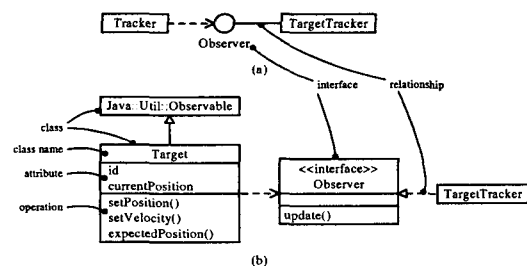 Tracker
TargetTracker
Observer
(a)
interface
relationship
Java::Util::Observable
class
class name
Target
attribute
id
currentPosition
operation
setPosition()
setVelocity()
expectedPosition()
<<interface>>
Observer
update()
TargetTracker
(b)